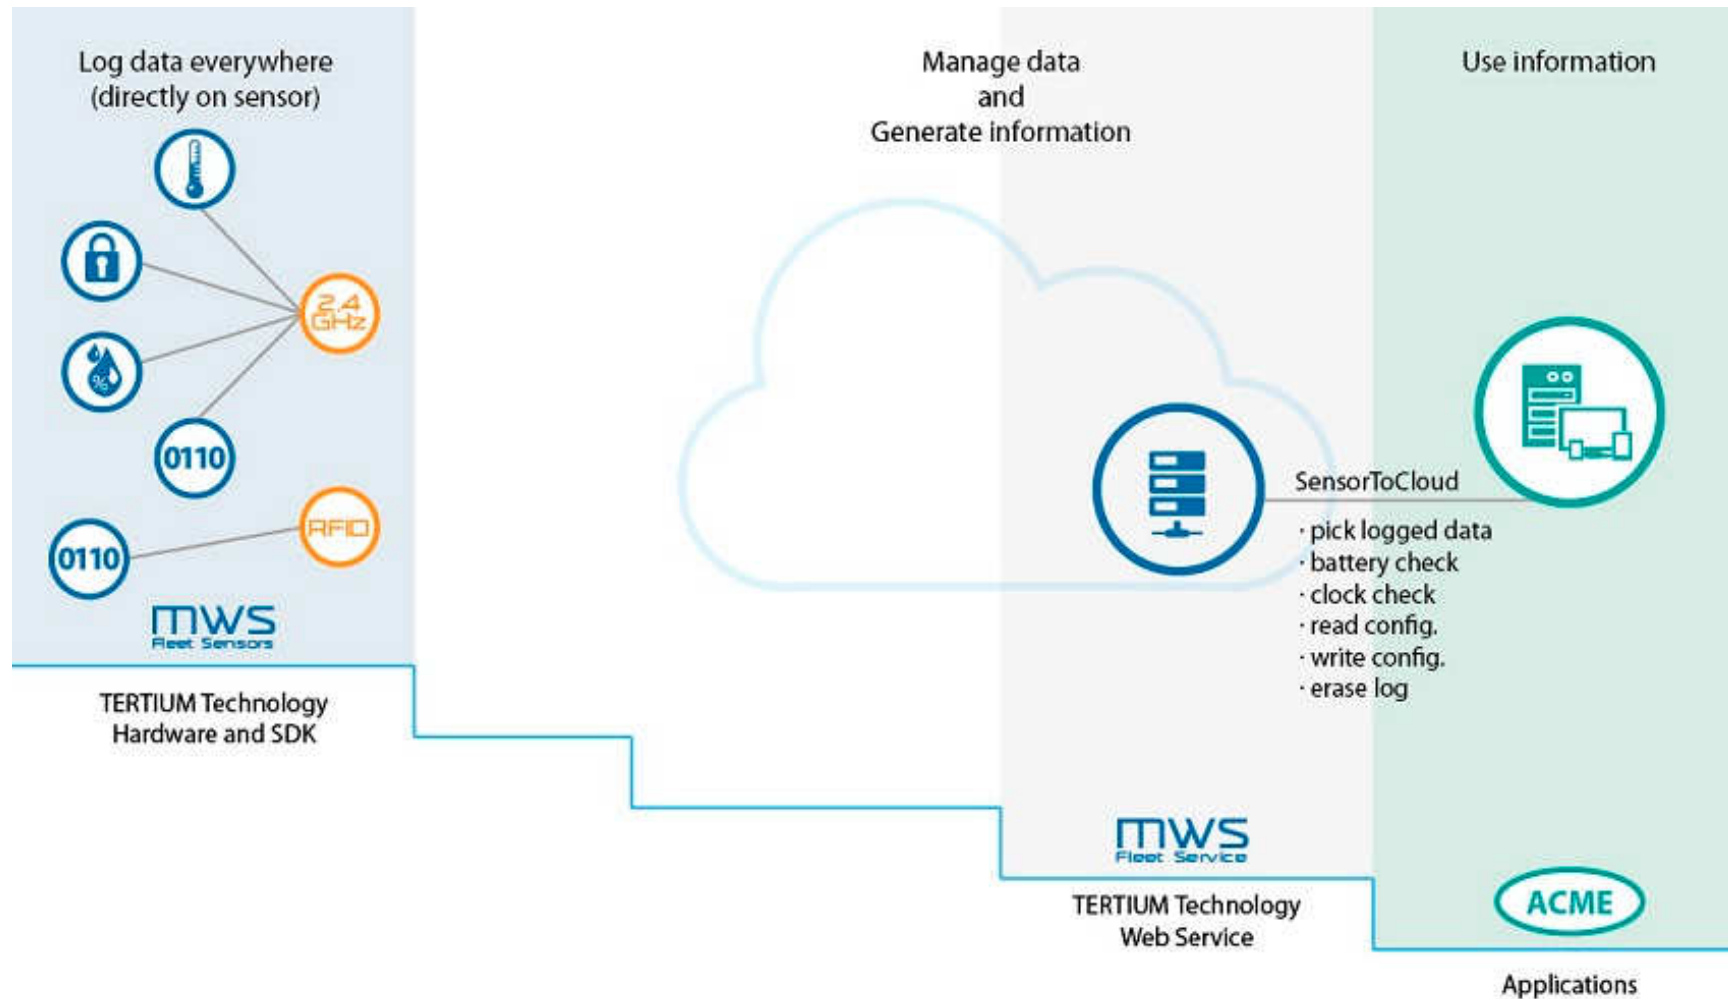 Log data everywhere
(directly on sensor)
2.4
GHz
%
0110
RFID
0110
MWS
Fleet Sensors
TERTIUM Technology
Hardware and SDK
Manage data
and
Generate information
SensorToCloud
· pick logged data
· battery check
· clock check
· read config.
· write config.
· erase log
MWS
Fleet Service
TERTIUM Technology
Web Service
Use information
ACME
Applications